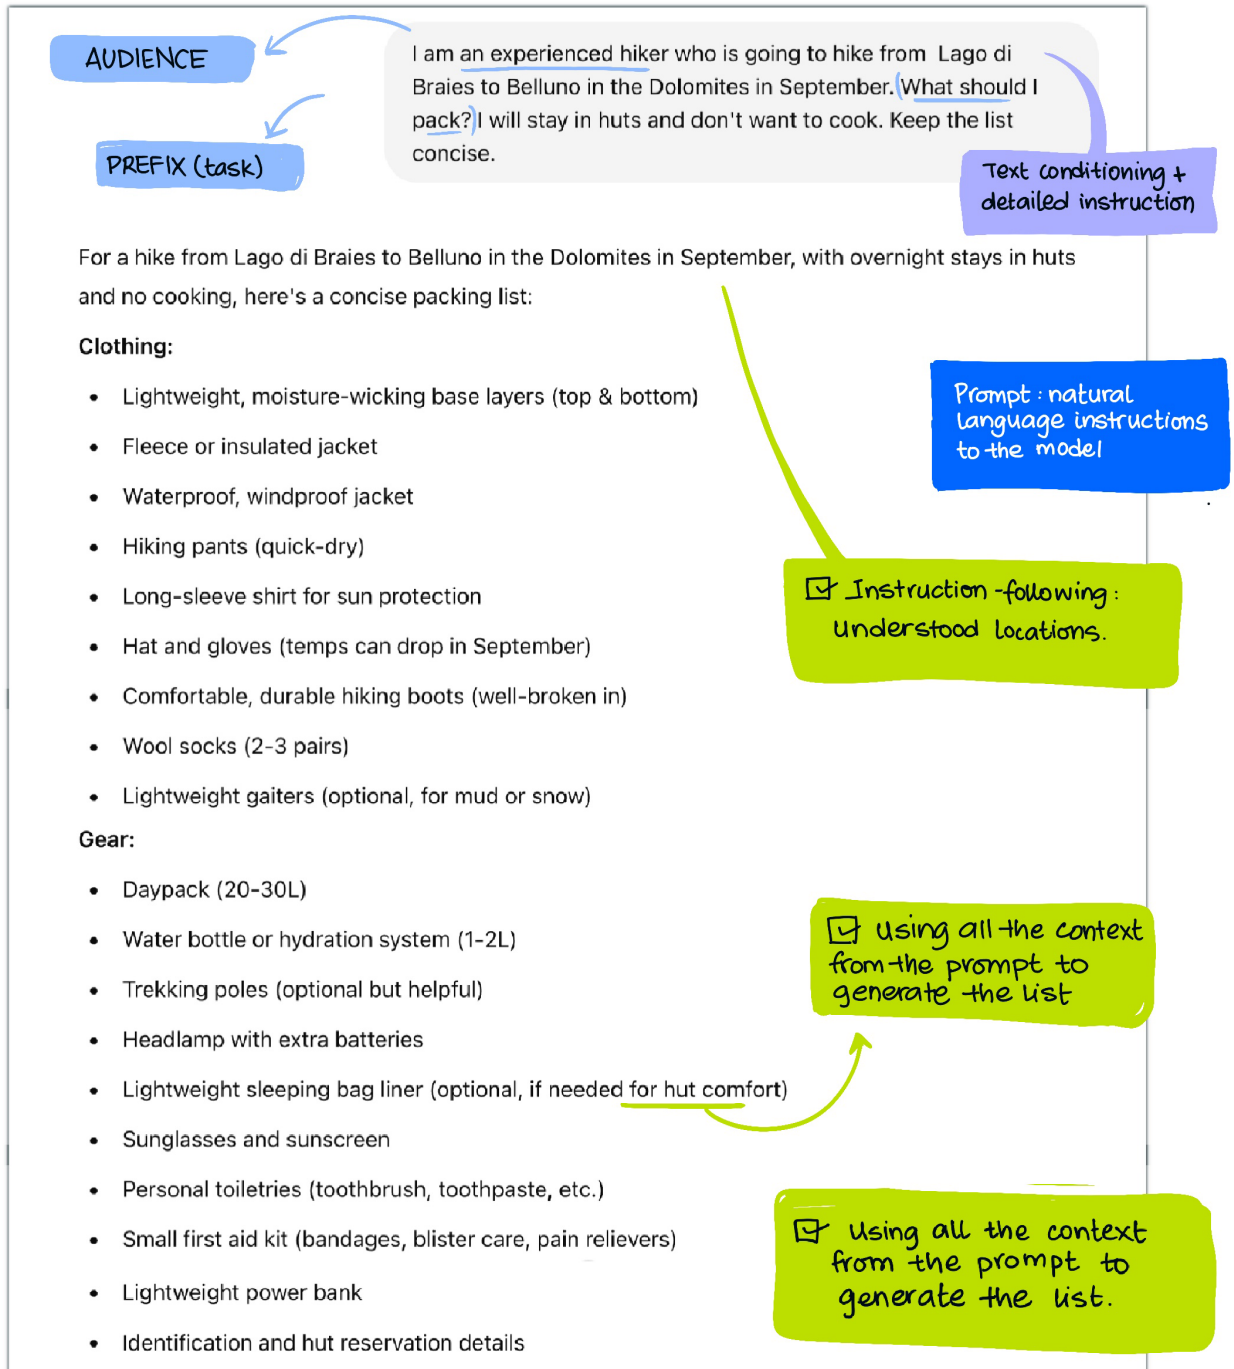 AUDIENCE
I am an experienced hiker who is going to hike from Lago di
Braies to Belluno in the Dolomites in September. What should I
pack? I will stay in huts and don't want to cook. Keep the list
concise.
PREFIX (task)
Text conditioning +
detailed instruction
For a hike from Lago di Braies to Belluno in the Dolomites in September, with overnight stays in huts
and no cooking, here's a concise packing list:
Clothing:
• Lightweight, moisture-wicking base layers (top & bottom)
• Fleece or insulated jacket
• Waterproof, windproof jacket
• Hiking pants (quick-dry)
• Long-sleeve shirt for sun protection
• Hat and gloves (temps can drop in September)
• Comfortable, durable hiking boots (well-broken in)
• Wool socks (2-3 pairs)
• Lightweight gaiters (optional, for mud or snow)
Prompt: natural
language instructions
to the model
☑ Instruction-following:
understood locations.
Gear:
• Daypack (20-30L)
• Water bottle or hydration system (1-2L)
• Trekking poles (optional but helpful)
• Headlamp with extra batteries
• Lightweight sleeping bag liner (optional, if needed for hut comfort)
• Sunglasses and sunscreen
• Personal toiletries (toothbrush, toothpaste, etc.)
• Small first aid kit (bandages, blister care, pain relievers)
• Lightweight power bank
• Identification and hut reservation details
☑ using all the context
from the prompt to
generate the list
☑ using all the context
from the prompt to
generate the list.